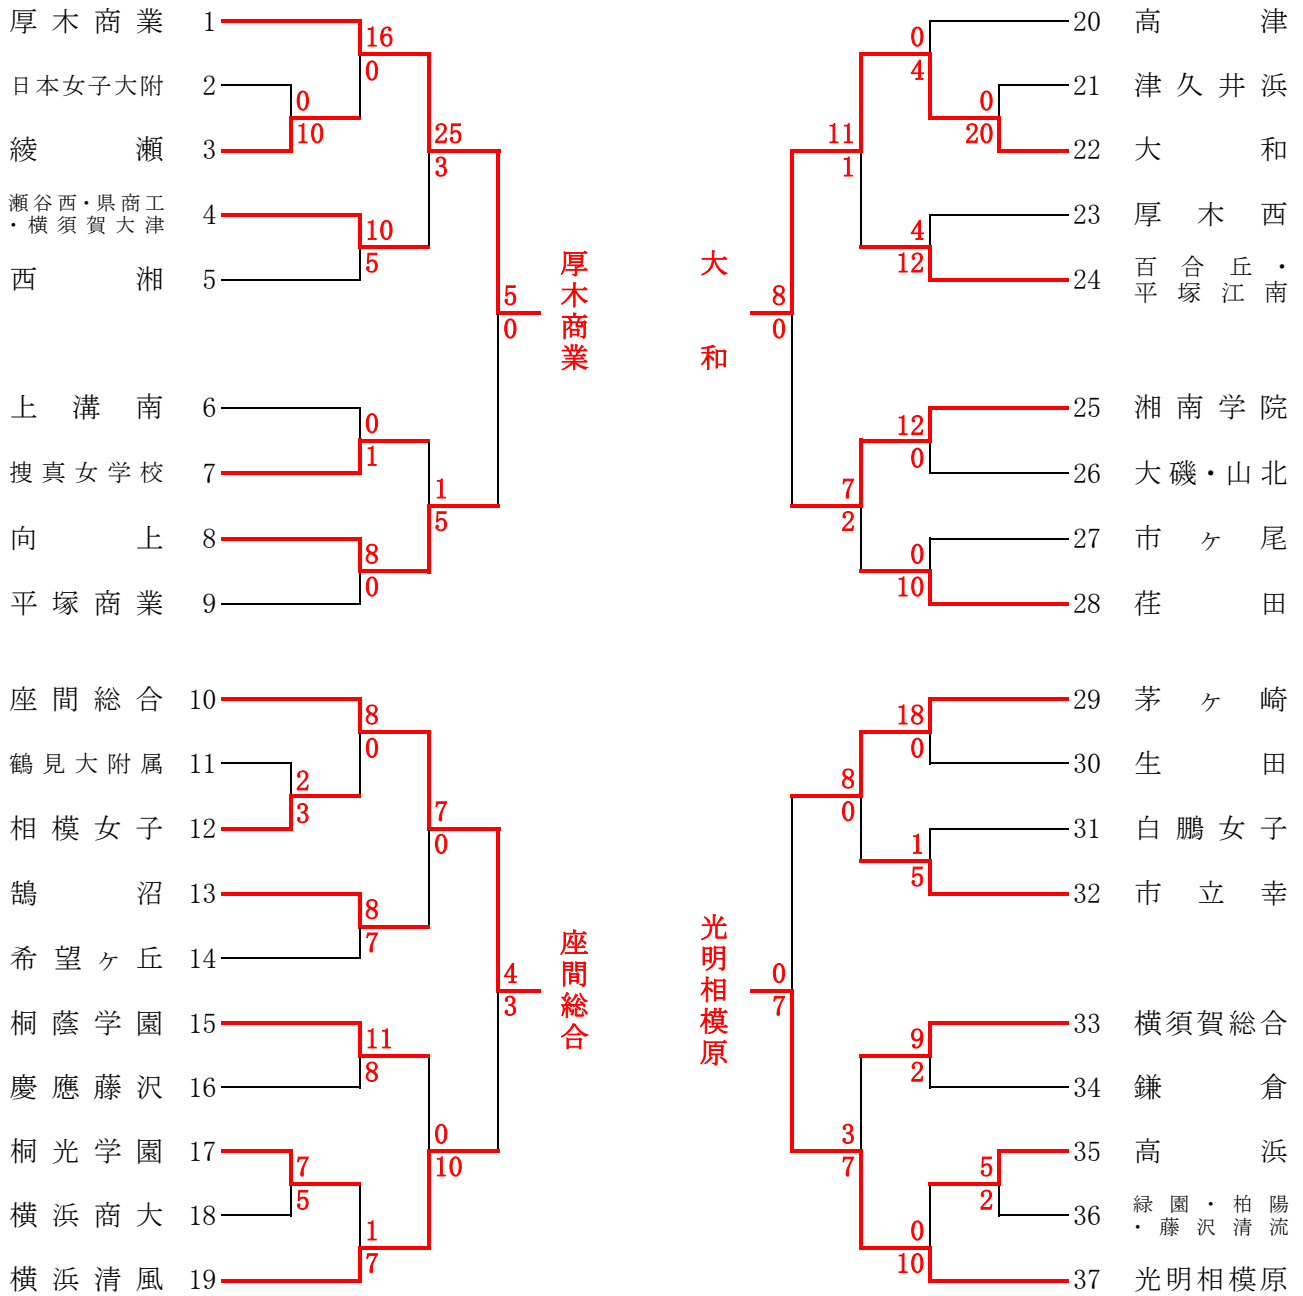 厚木商業 1
日本女子大附 2
綾瀬 3
瀬谷西・県商工
・横須賀大津 4
西湘 5
上溝南 6
捜真女学校 7
向上 8
平塚商業 9
16
0
0
10
25
3
10
5
5
0
0
1
1
5
8
0
厚木商業
座間総合 10
鶴見大附属 11
相模女子 12
鵠沼 13
希望ヶ丘 14
桐蔭学園 15
慶應藤沢 16
桐光学園 17
横浜商大 18
横浜清風 19
8
0
2
3
7
0
8
7
4
3
11
8
0
10
7
5
1
7
座間総合
20 高津
21 津久井浜
22 大和
23 厚木西
24 百合丘・
平塚江南
25 湘南学院
26 大磯・山北
27 市ヶ尾
28 荏田
0
4
0
20
11
1
4
12
8
0
12
0
7
2
0
10
大和
29 茅ヶ崎
30 生田
31 白鵬女子
32 市立幸
33 横須賀総合
34 鎌倉
35 高浜
36 緑園・柏陽
・藤沢清流
37 光明相模原
18
0
8
0
1
5
0
7
9
2
3
7
5
2
0
10
光明相模原